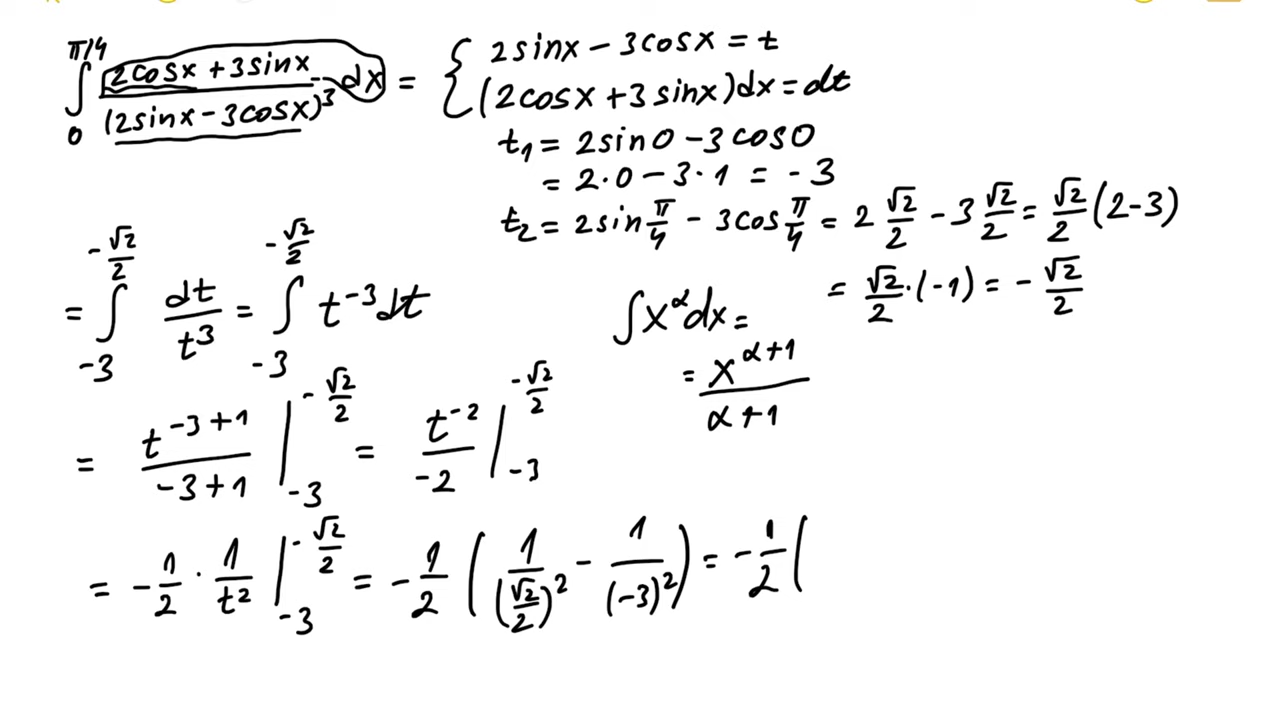 ∫₀^{π/4} (2cosx + 3sinx)/(2sinx − 3cosx)³ dx = { 2sinx − 3cosx = t
(2cosx + 3sinx)dx = dt
t₁ = 2sin0 − 3cos0
= 2·0 − 3·1 = −3
t₂ = 2sin π/4 − 3cos π/4 = 2 √2/2 − 3 √2/2 = √2/2 (2−3)
= √2/2 · (−1) = − √2/2
= ∫_{−3}^{−√2/2} dt/t³ = ∫_{−3}^{−√2/2} t⁻³ dt
∫x^α dx =
= x^{α+1}/(α+1)
= t^{−3+1}/(−3+1) |_{−3}^{−√2/2} = t^{−2}/(−2) |_{−3}^{−√2/2}
= −1/2 · 1/t² |_{−3}^{−√2/2} = −1/2 ( 1/(√2/2)² − 1/(−3)² ) = −1/2 (